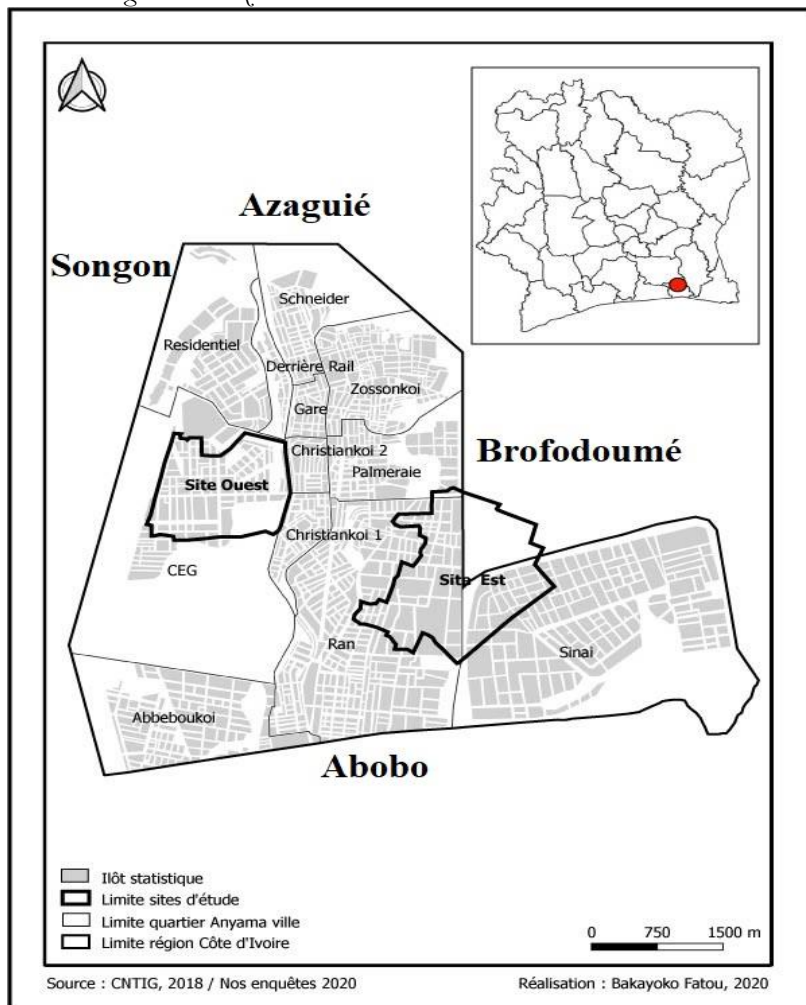 Azaguié
Songon
Schneider
Residentiel
Derrière Rail
Zossonkoi
Gare
Christiankoi 2
Brofodoumé
Palmeraie
Site Ouest
Christiankoi 1
CEG
Site Est
Ran
Sinai
Abbeboukoi
Abobo
Ilôt statistique
Limite sites d'étude
Limite quartier Anyama ville
Limite région Côte d'Ivoire
0 750 1500 m
Source : CNTIG, 2018 / Nos enquêtes 2020
Réalisation : Bakayoko Fatou, 2020